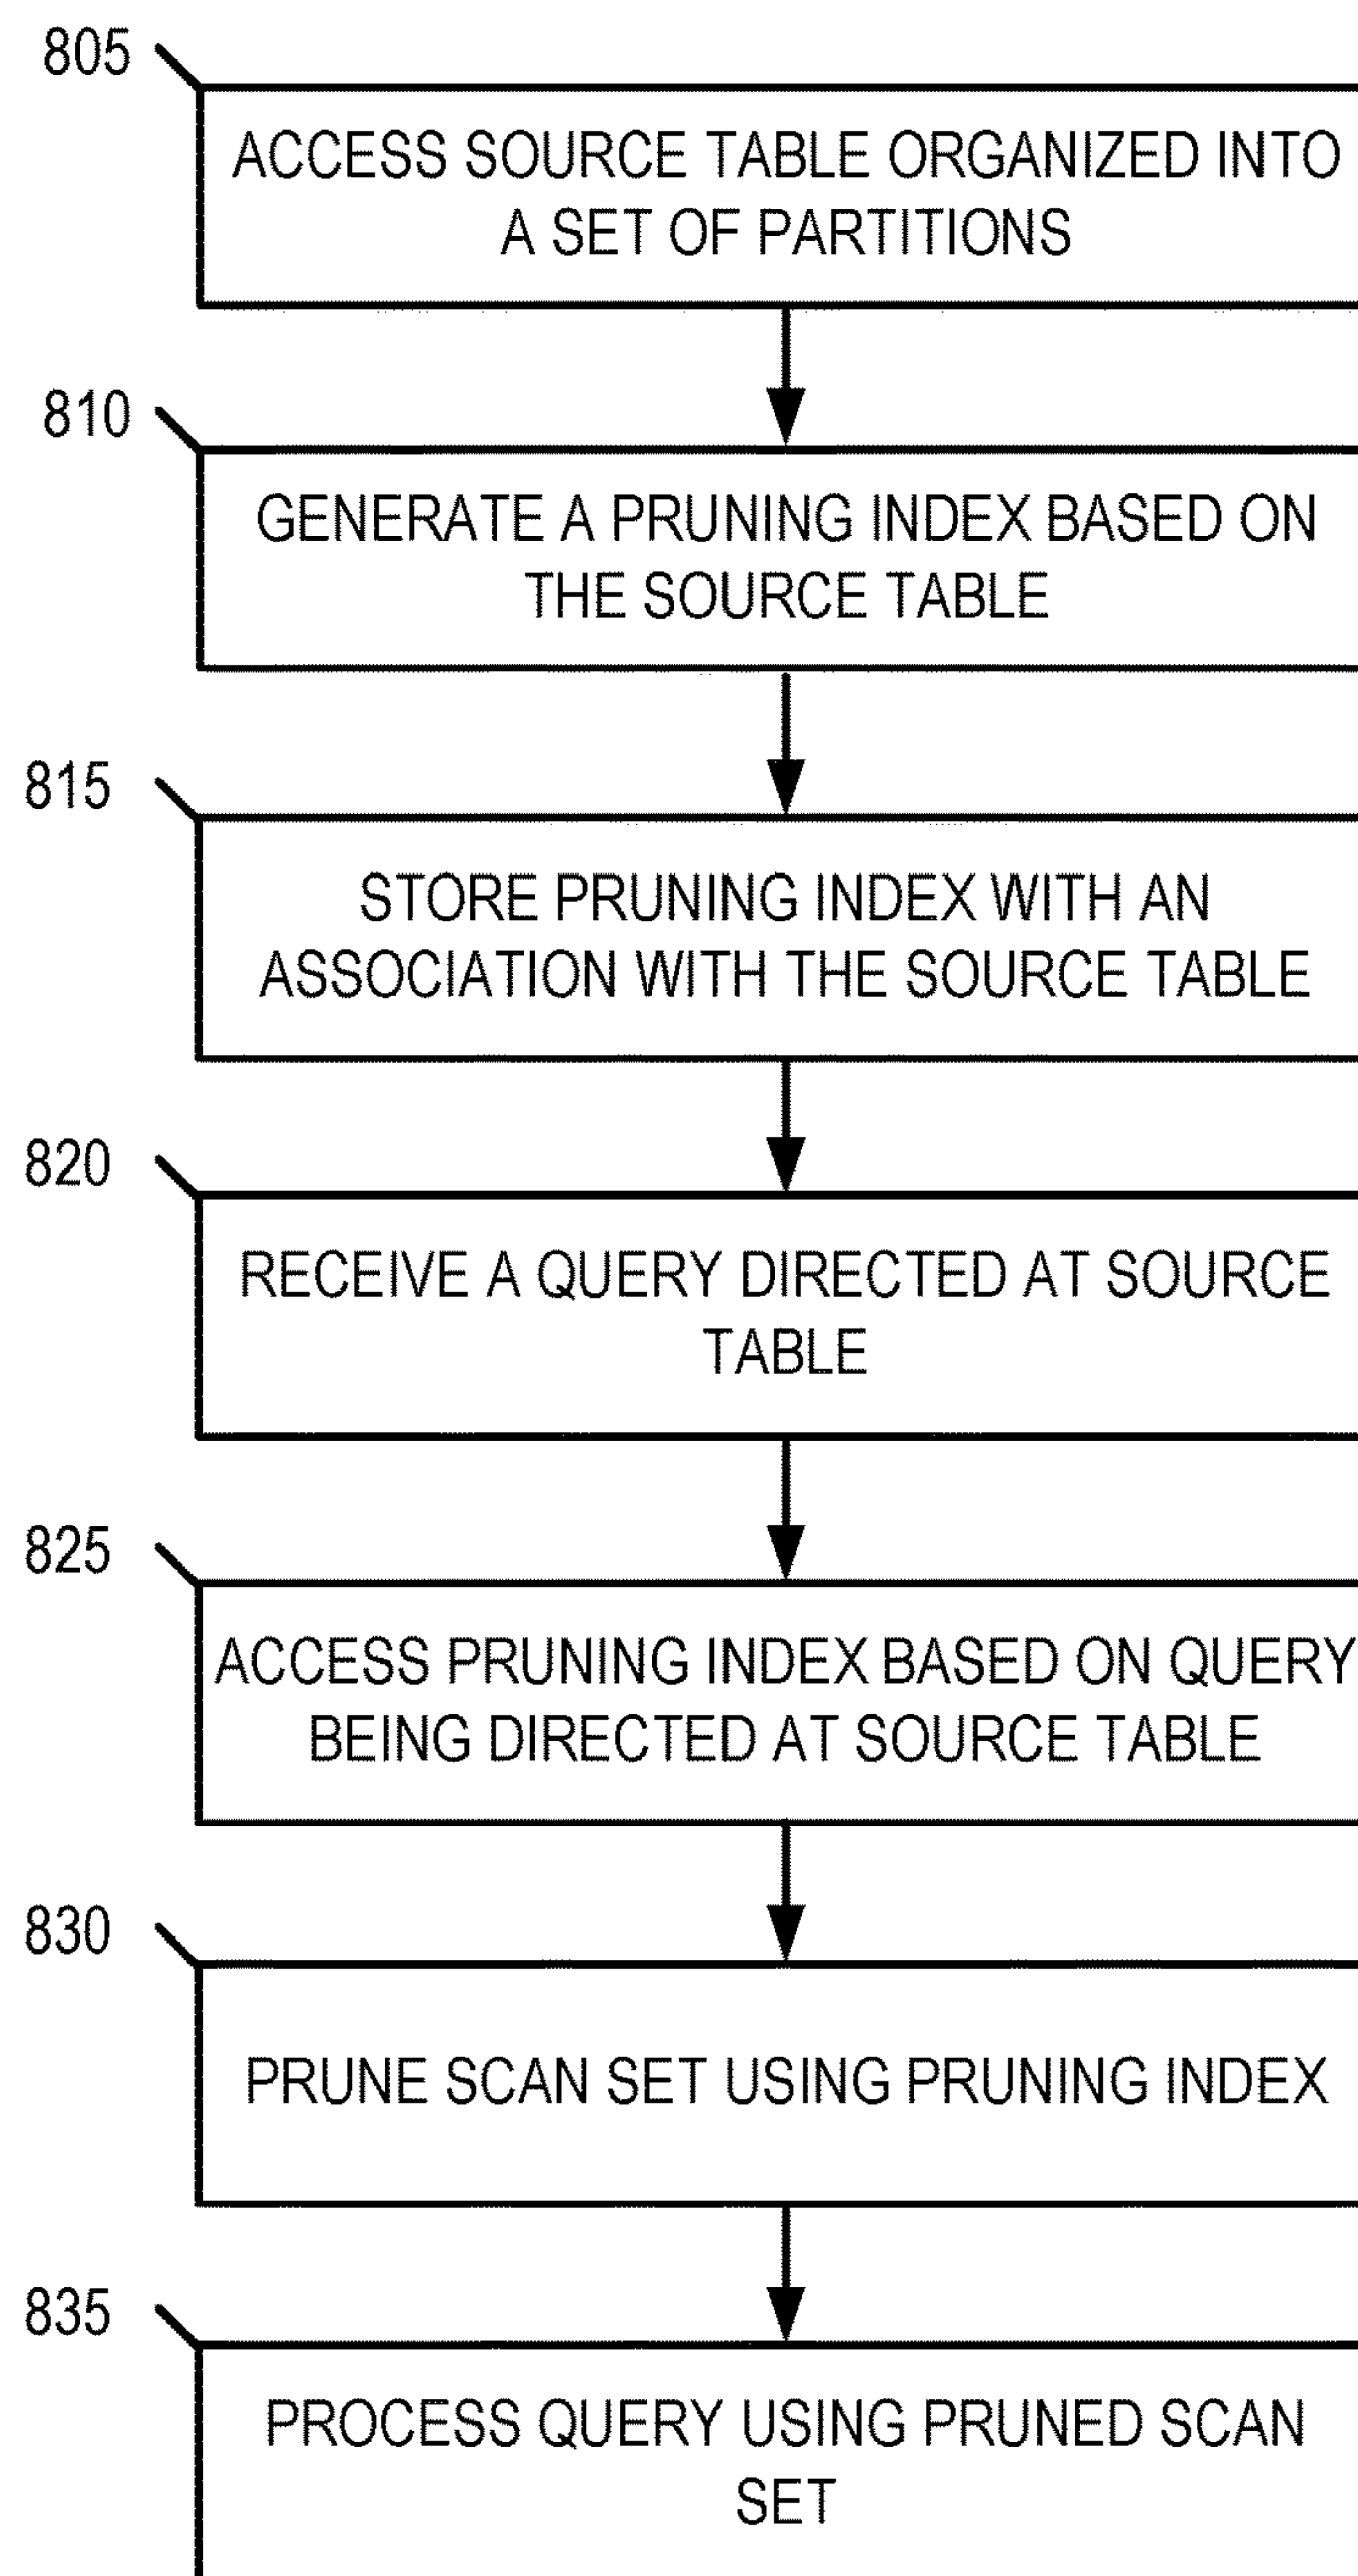 805
ACCESS SOURCE TABLE ORGANIZED INTO
A SET OF PARTITIONS
810
GENERATE A PRUNING INDEX BASED ON
THE SOURCE TABLE
815
STORE PRUNING INDEX WITH AN
ASSOCIATION WITH THE SOURCE TABLE
820
RECEIVE A QUERY DIRECTED AT SOURCE
TABLE
825
ACCESS PRUNING INDEX BASED ON QUERY
BEING DIRECTED AT SOURCE TABLE
830
PRUNE SCAN SET USING PRUNING INDEX
835
PROCESS QUERY USING PRUNED SCAN
SET